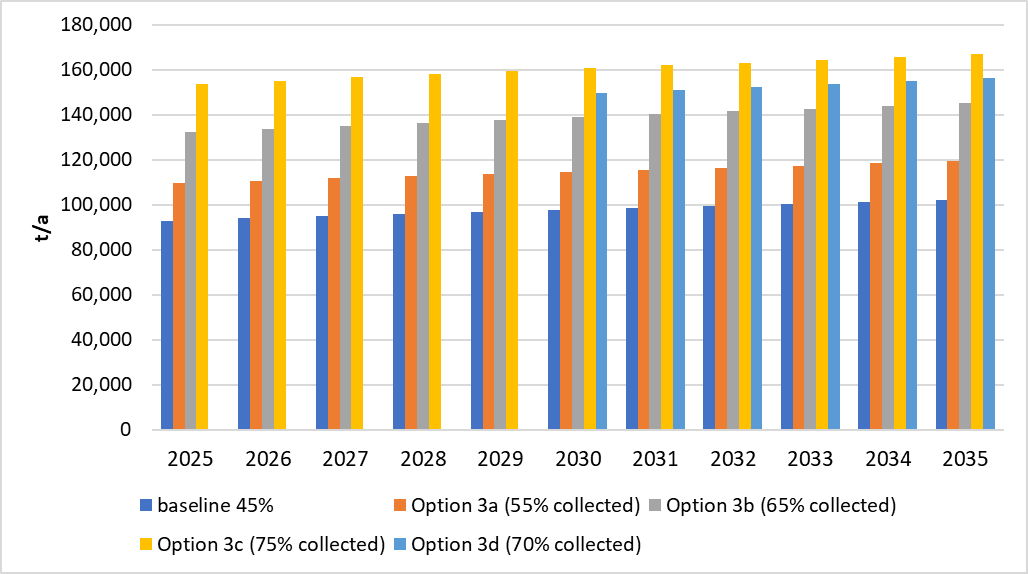 180,000
160,000
140,000
120,000
100,000
80,000
60,000
40,000
20,000
0
t/a
2025 2026 2027 2028 2029 2030 2031 2032 2033 2034 2035
baseline 45% Option 3a (55% collected) Option 3b (65% collected)
Option 3c (75% collected) Option 3d (70% collected)